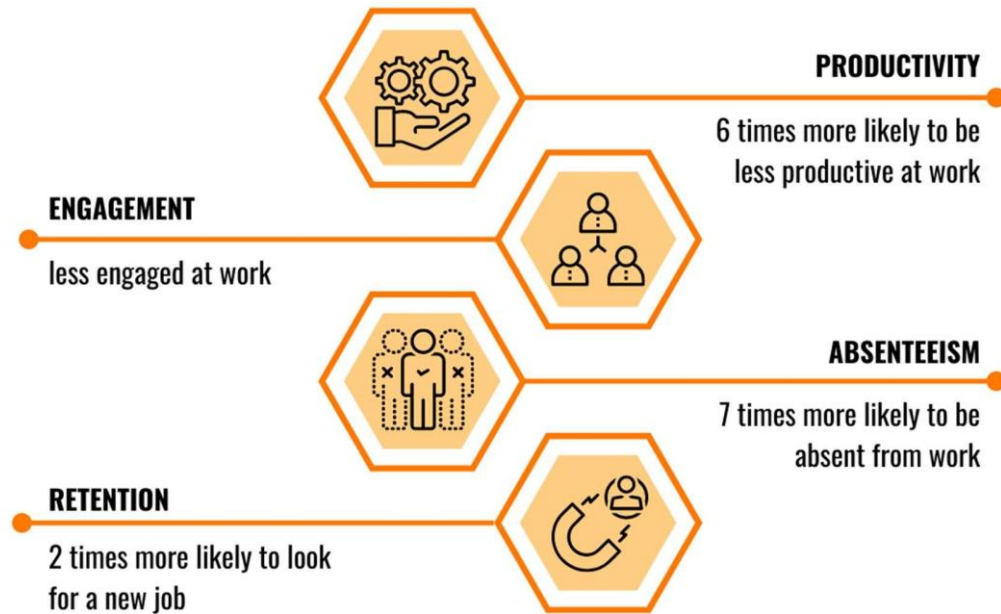 PRODUCTIVITY
6 times more likely to be
less productive at work
ENGAGEMENT
less engaged at work
ABSENTEEISM
7 times more likely to be
absent from work
RETENTION
2 times more likely to look
for a new job